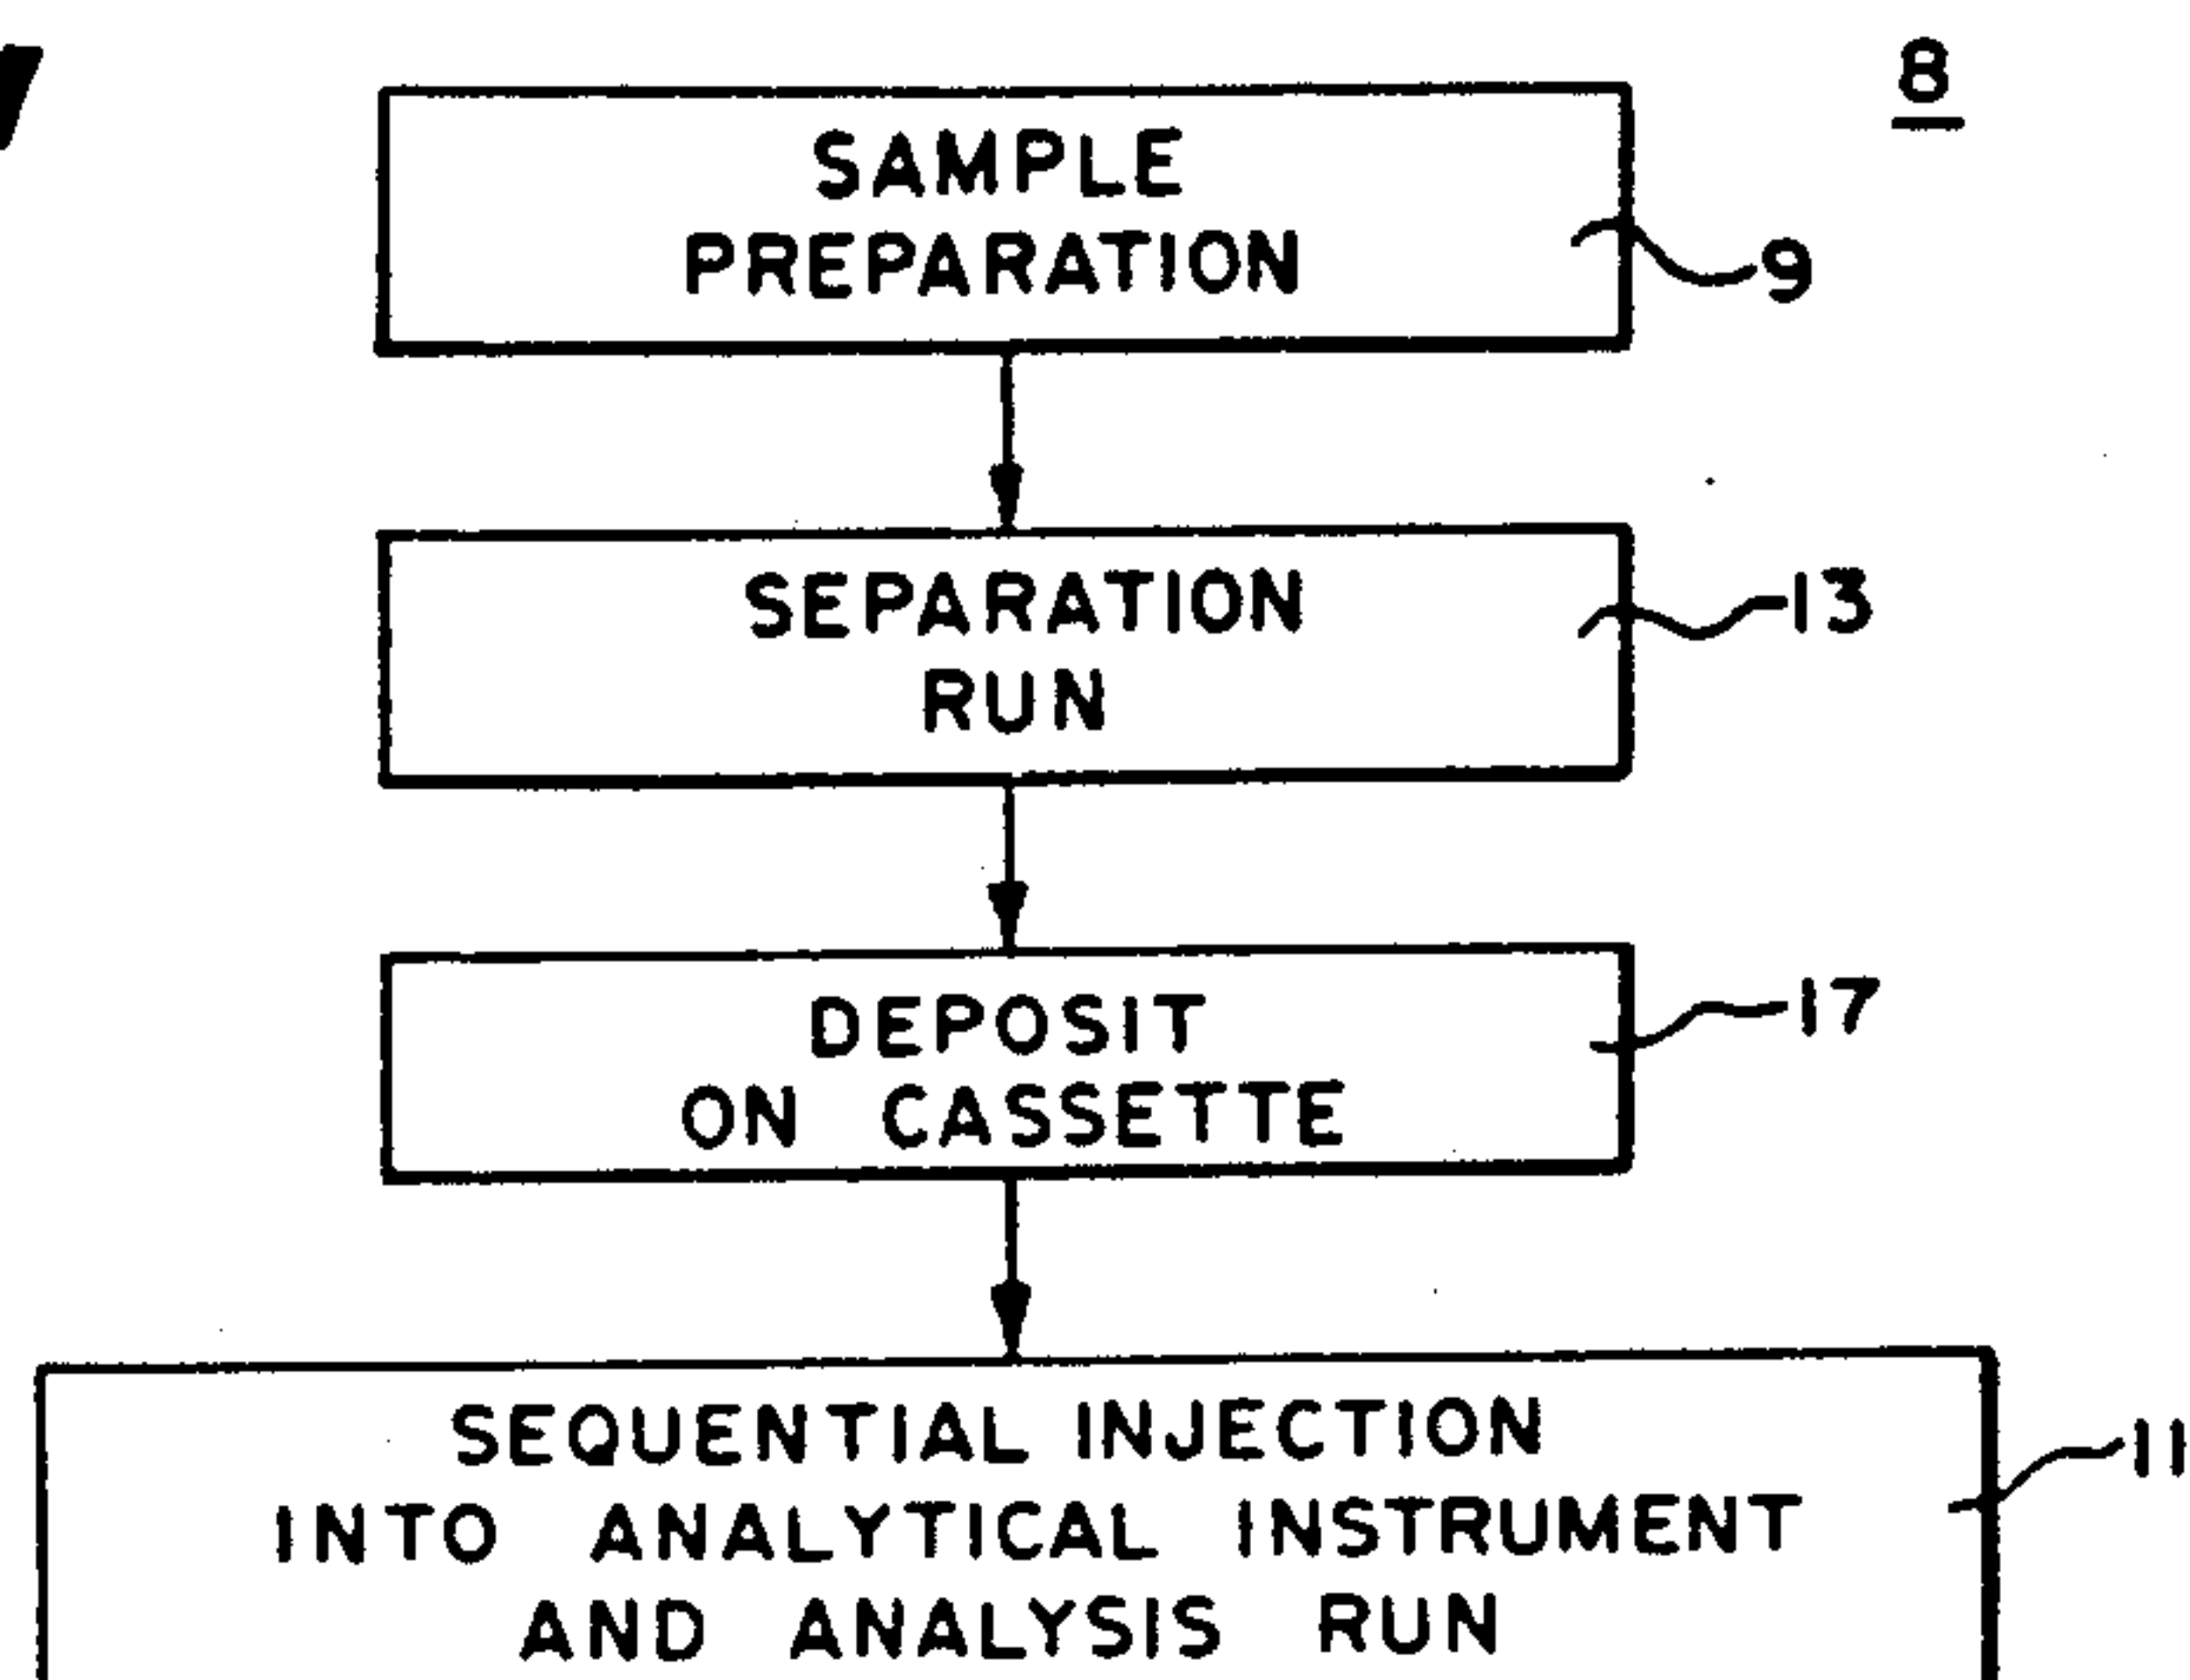 8
SAMPLE
PREPARATION
9
SEPARATION
RUN
13
DEPOSIT
ON CASSETTE
17
SEQUENTIAL INJECTION
INTO ANALYTICAL INSTRUMENT
AND ANALYSIS RUN
11